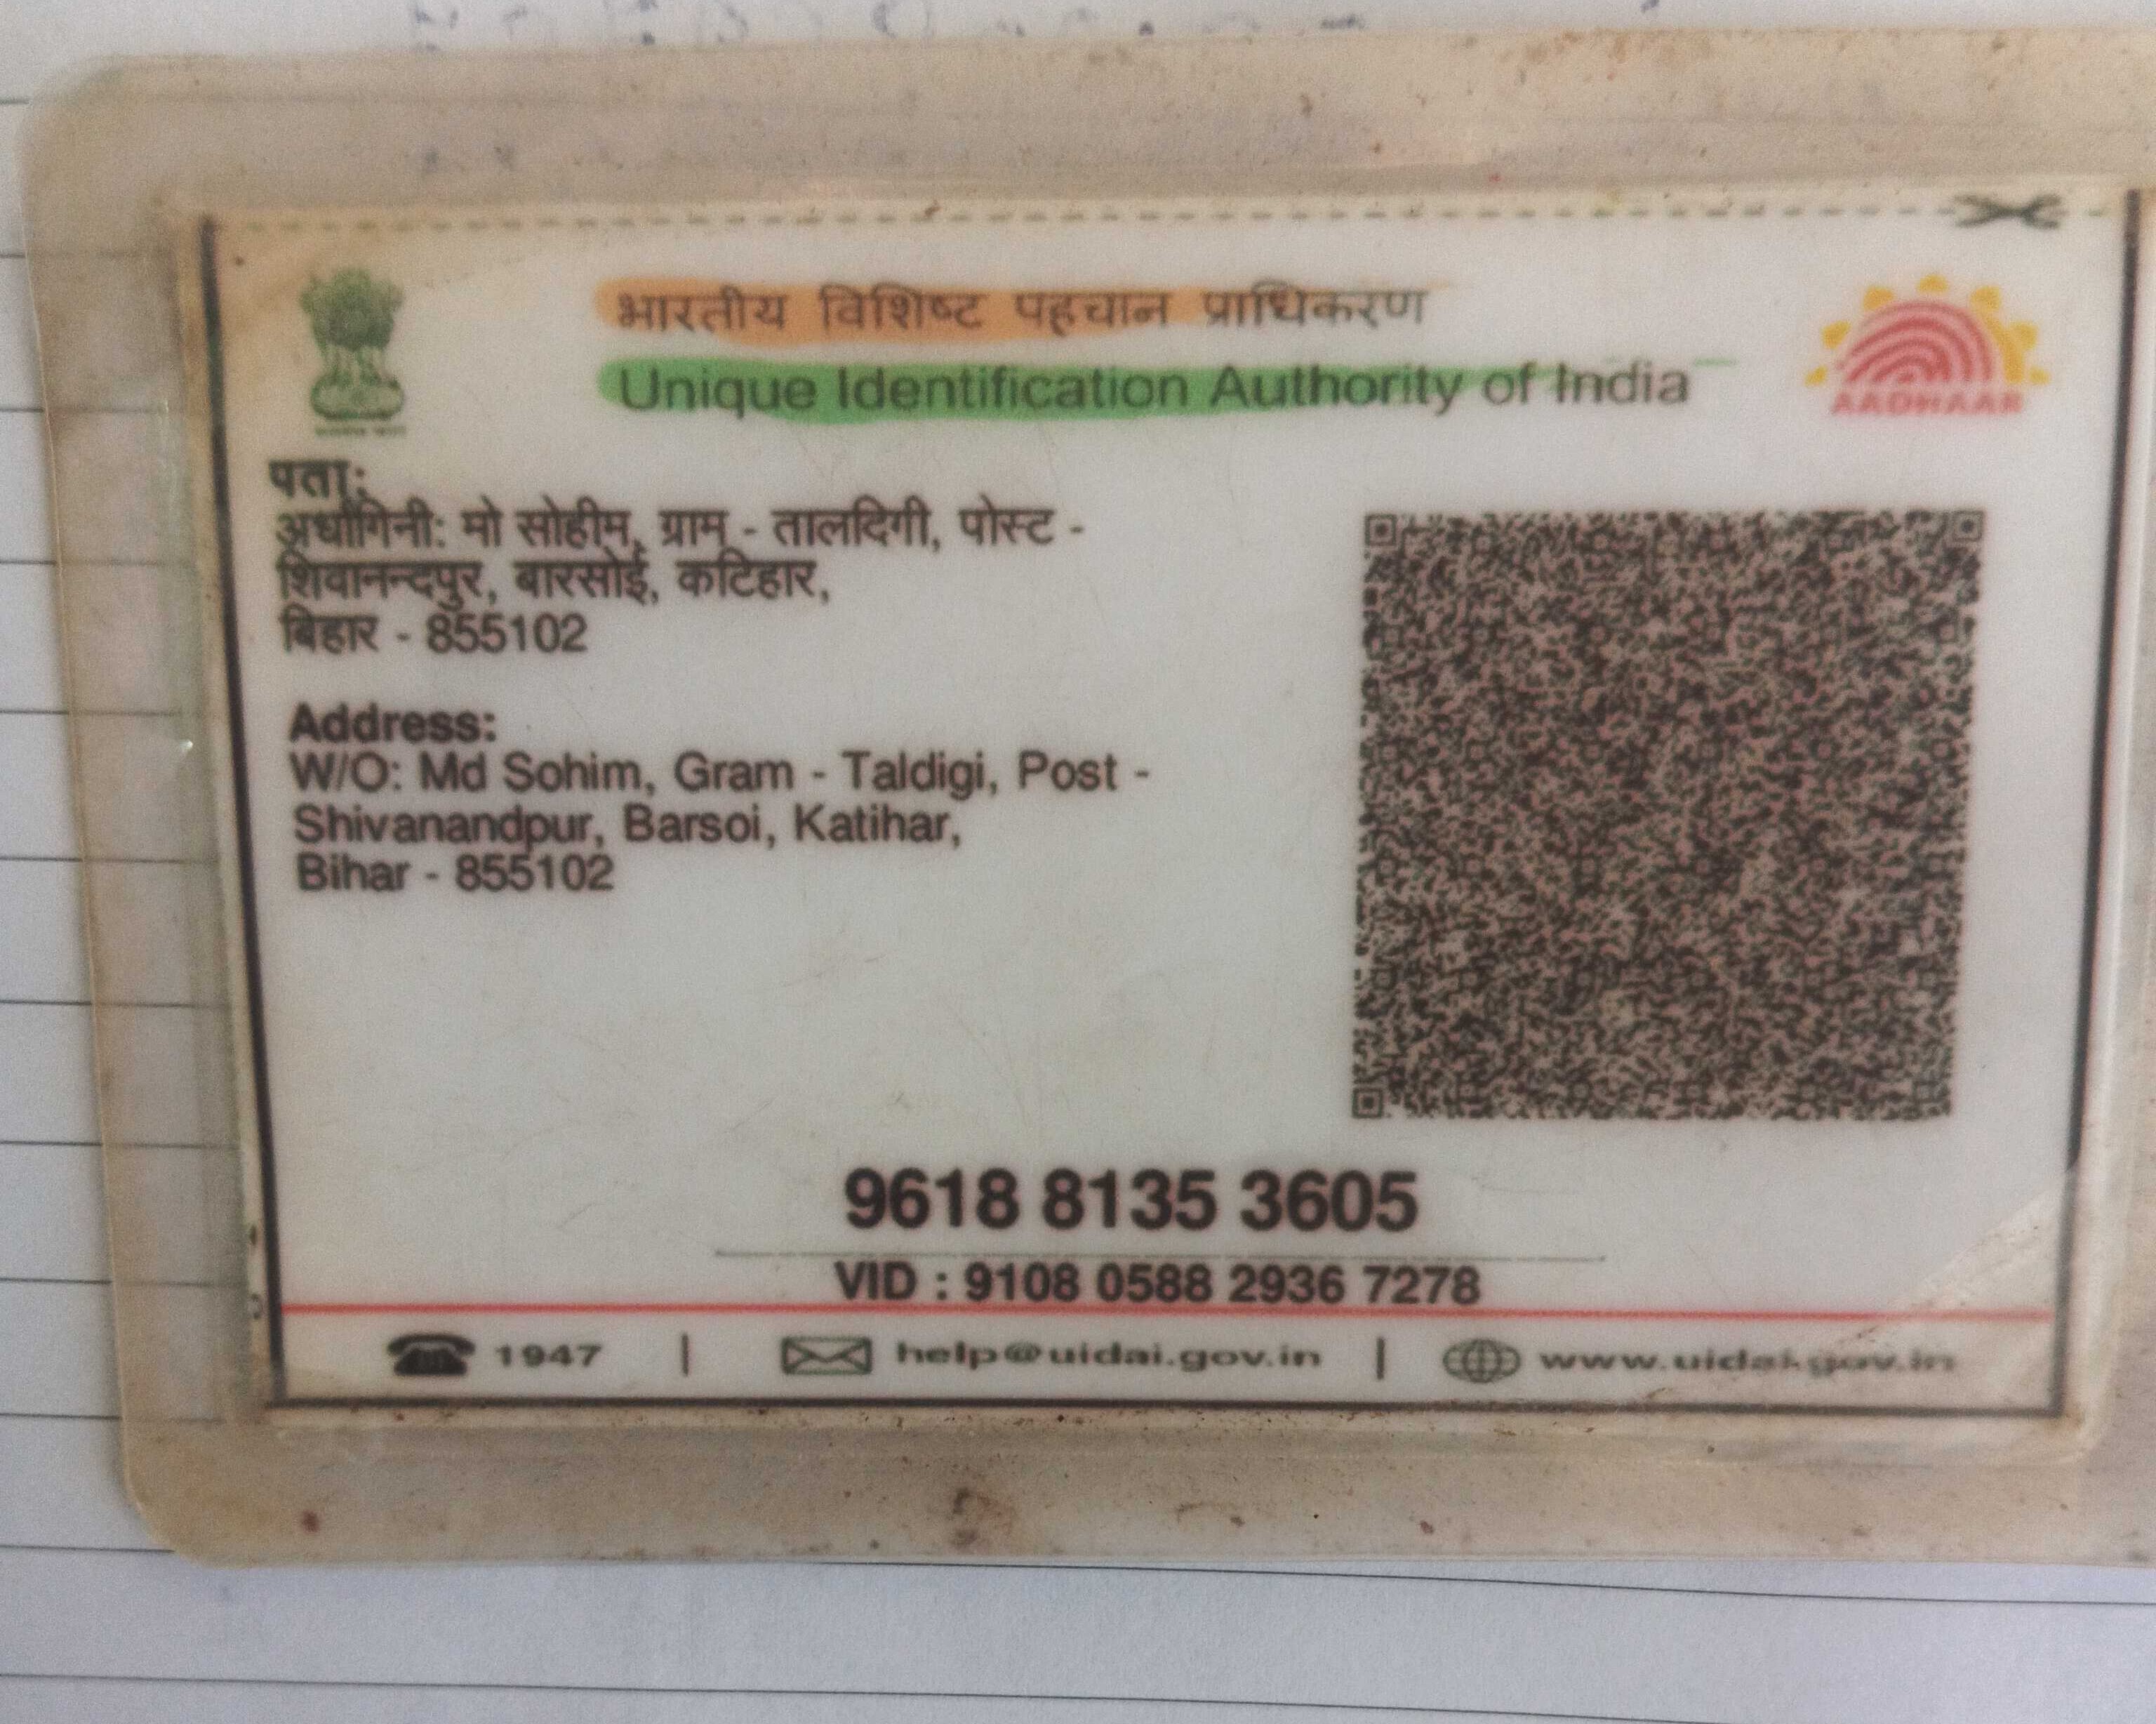 भारतीय विशिष्ट पहचान प्राधिकरण
Unique Identification Authority of India
AADHAAR
पता:
अर्धांगिनी: मो सोहीम, ग्राम - तालदिगी, पोस्ट -
शिवानन्दपुर, बारसोई, कटिहार,
बिहार - 855102
Address:
W/O: Md Sohim, Gram - Taldigi, Post -
Shivanandpur, Barsoi, Katihar,
Bihar - 855102
9618 8135 3605
VID : 9108 0588 2936 7278
1947 | help@uidai.gov.in | www.uidai.gov.in